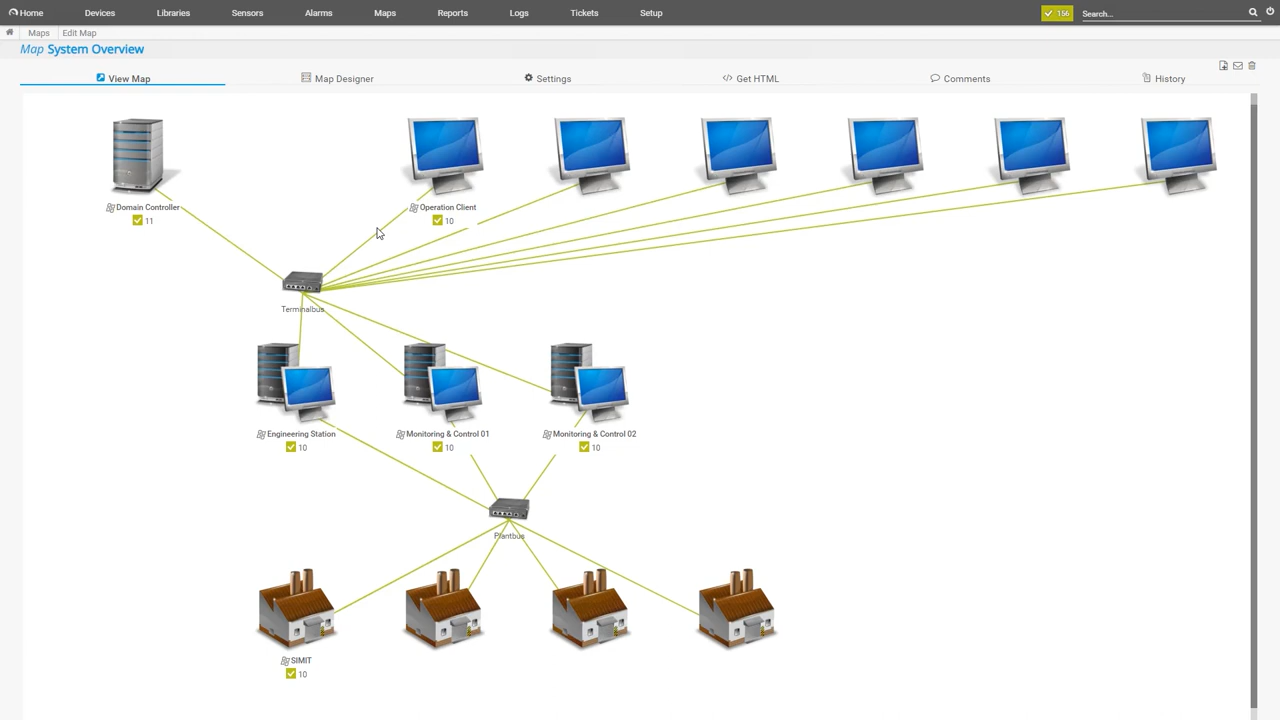 Home Devices Libraries Sensors Alarms Maps Reports Logs Tickets Setup 156 Search...
Maps Edit Map
Map System Overview
View Map Map Designer Settings Get HTML Comments History
Domain Controller
11
Operation Client
10
Terminalbus
Engineering Station
10
Monitoring & Control 01
10
Monitoring & Control 02
10
Plantbus
SIMIT
10